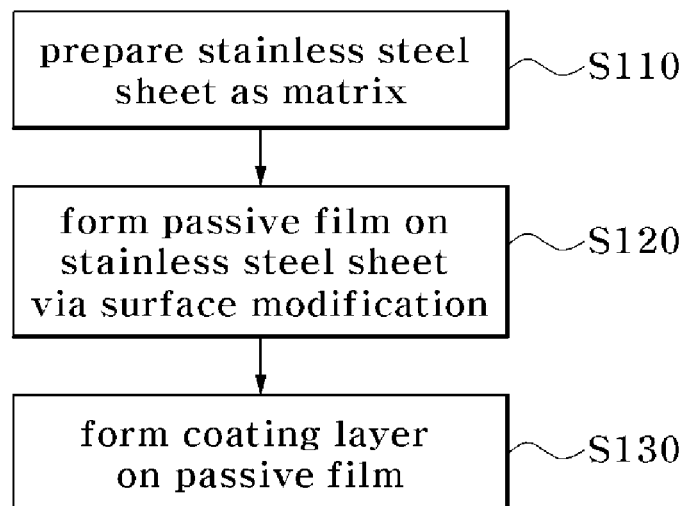 prepare stainless steel
sheet as matrix
S110
form passive film on
stainless steel sheet
via surface modification
S120
form coating layer
on passive film
S130